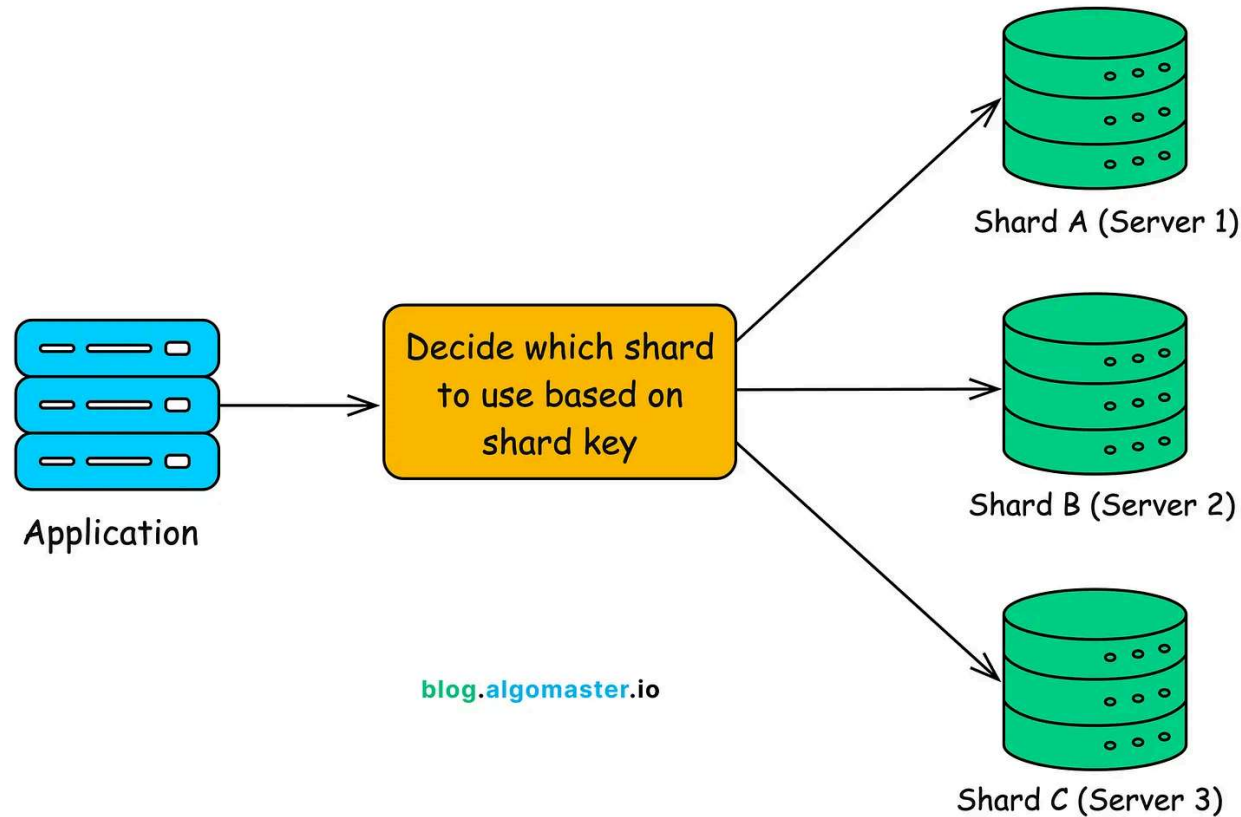 Shard A (Server 1)
Decide which shard
to use based on
shard key
Shard B (Server 2)
Application
blog.algomaster.io
Shard C (Server 3)